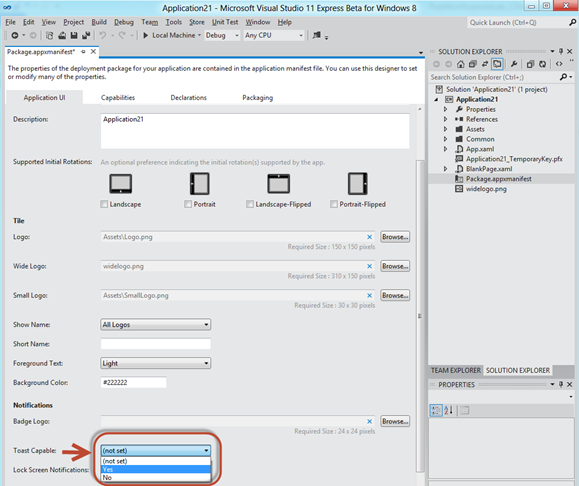 Application21 - Microsoft Visual Studio 11 Express Beta for Windows 8
File Edit View Project Build Debug Team Tools Store Unit Test Window Help
Quick Launch (Ctrl+Q)
Local Machine Debug Any CPU
Package.appxmanifest*
The properties of the deployment package for your application are contained in the application manifest file. You can use this designer to set
or modify many of the properties.
Application UI Capabilities Declarations Packaging
Description: Application21
Supported Initial Rotations: An optional preference indicating the initial rotation(s) supported by the app.
Landscape Portrait Landscape-Flipped Portrait-Flipped
Tile
Logo: Assets\Logo.png Browse...
Required Size : 150 x 150 pixels
Wide Logo: widelogo.png Browse...
Required Size : 310 x 150 pixels
Small Logo: Assets\SmallLogo.png Browse...
Required Size : 30 x 30 pixels
Show Name: All Logos
Short Name:
Foreground Text: Light
Background Color: #222222
Notifications
Badge Logo: Browse...
Required Size : 24 x 24 pixels
Toast Capable: (not set)
(not set)
Yes
Lock Screen Notifications:
No
SOLUTION EXPLORER
Search Solution Explorer (Ctrl+;)
Solution 'Application21' (1 project)
Application21
Properties
References
Assets
Common
App.xaml
Application21_TemporaryKey.pfx
BlankPage.xaml
Package.appxmanifest
widelogo.png
TEAM EXPLORER SOLUTION EXPLORER
PROPERTIES